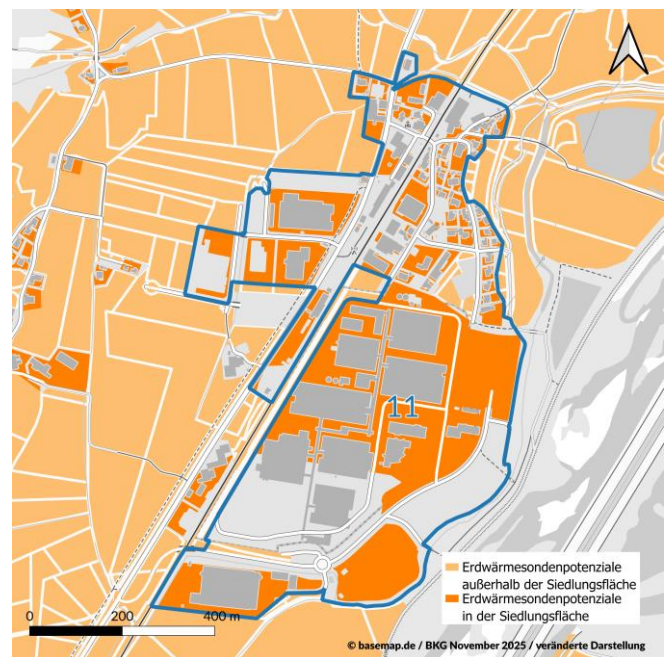 11
Erdwärmesondenpotenziale
außerhalb der Siedlungsfläche
Erdwärmesondenpotenziale
in der Siedlungsfläche
0 200 400 m
© basemap.de / BKG November 2025 / veränderte Darstellung